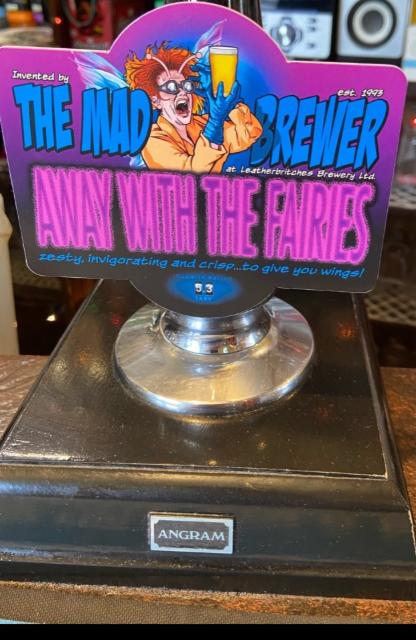 Invented by
est. 1993
THE MAD BREWER
at Leatherbritches Brewery Ltd.
AWAY WITH THE FAIRIES
zesty, invigorating and crisp...to give you wings!
5.3
ANGRAM